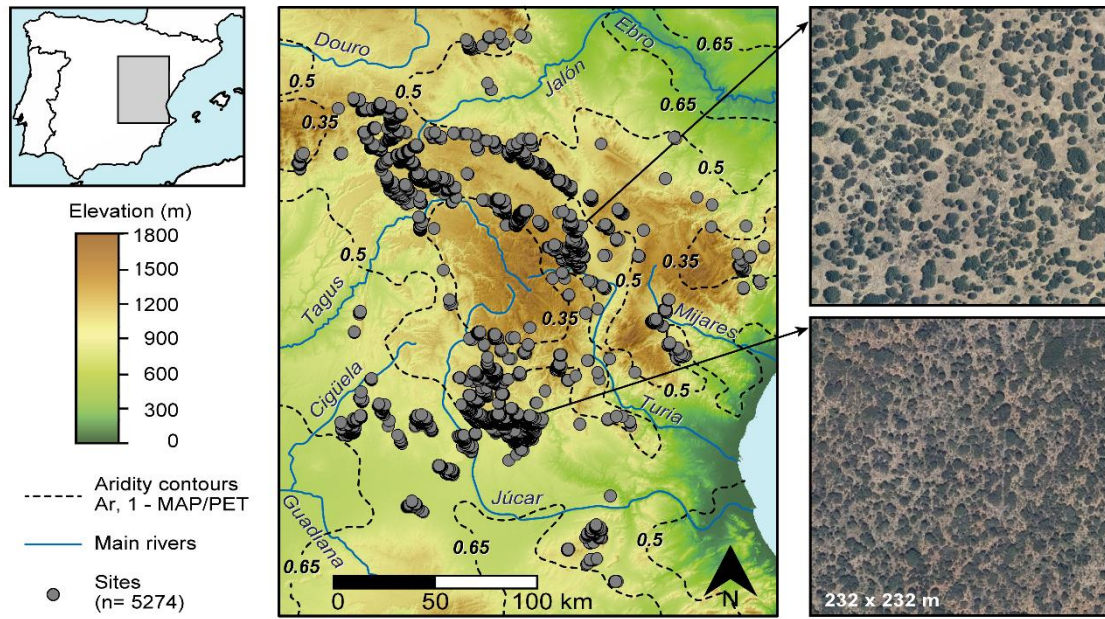 Elevation (m)
1800
1500
1200
900
600
300
0
Aridity contours
Ar, 1 - MAP/PET
Main rivers
Sites
(n= 5274)
Douro
Ebro
Jalón
Tagus
Cigüela
Guadiana
Júcar
Turia
Mijares
0.65
0.5
0.5
0.65
0.35
0.5
0.5
0.5
0.35
0.35
0.5
0.65
0.5
0.65
0 50 100 km
N
232 x 232 m